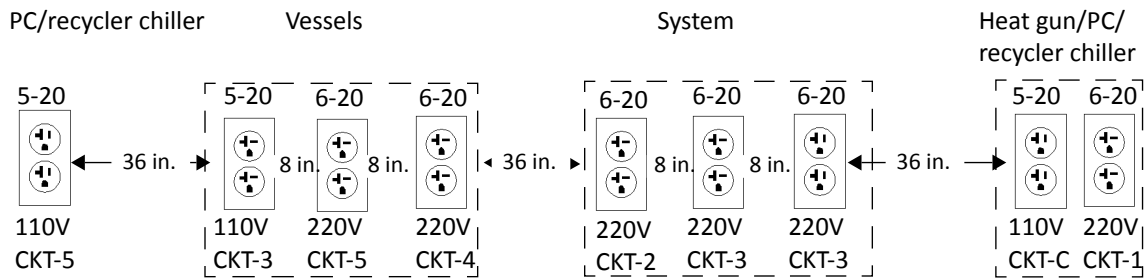 PC/recycler chiller
Vessels
System
Heat gun/PC/
recycler chiller
5-20
5-20
6-20
6-20
6-20
6-20
6-20
5-20
6-20
36 in.
8 in.
8 in.
36 in.
8 in.
8 in.
36 in.
110V
110V
220V
220V
220V
220V
220V
110V
220V
CKT-5
CKT-3
CKT-5
CKT-4
CKT-2
CKT-3
CKT-3
CKT-C
CKT-1